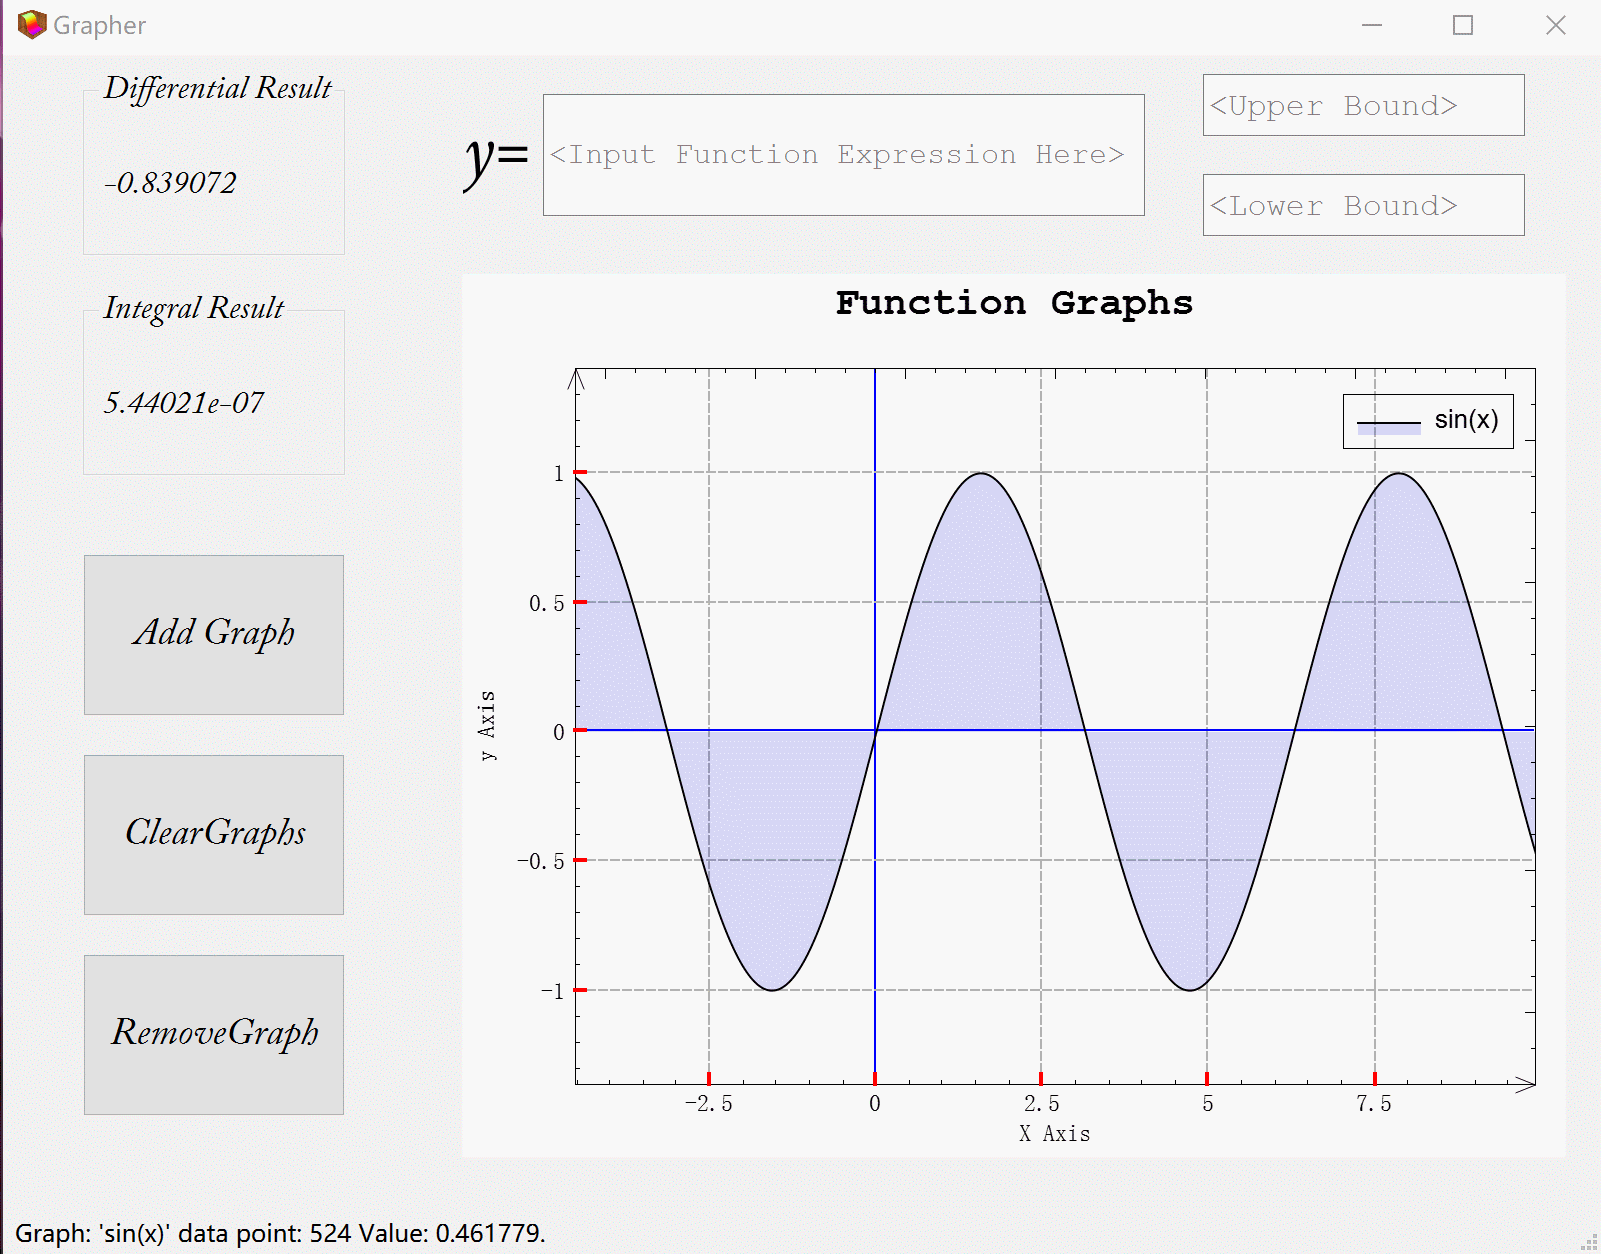 Grapher
Differential Result
-0.839072
Integral Result
5.44021e-07
y=
<Input Function Expression Here>
<Upper Bound>
<Lower Bound>
Add Graph
ClearGraphs
RemoveGraph
Function Graphs
sin(x)
1
0.5
0
-0.5
-1
y Axis
-2.5 0 2.5 5 7.5
X Axis
Graph: 'sin(x)' data point: 524 Value: 0.461779.